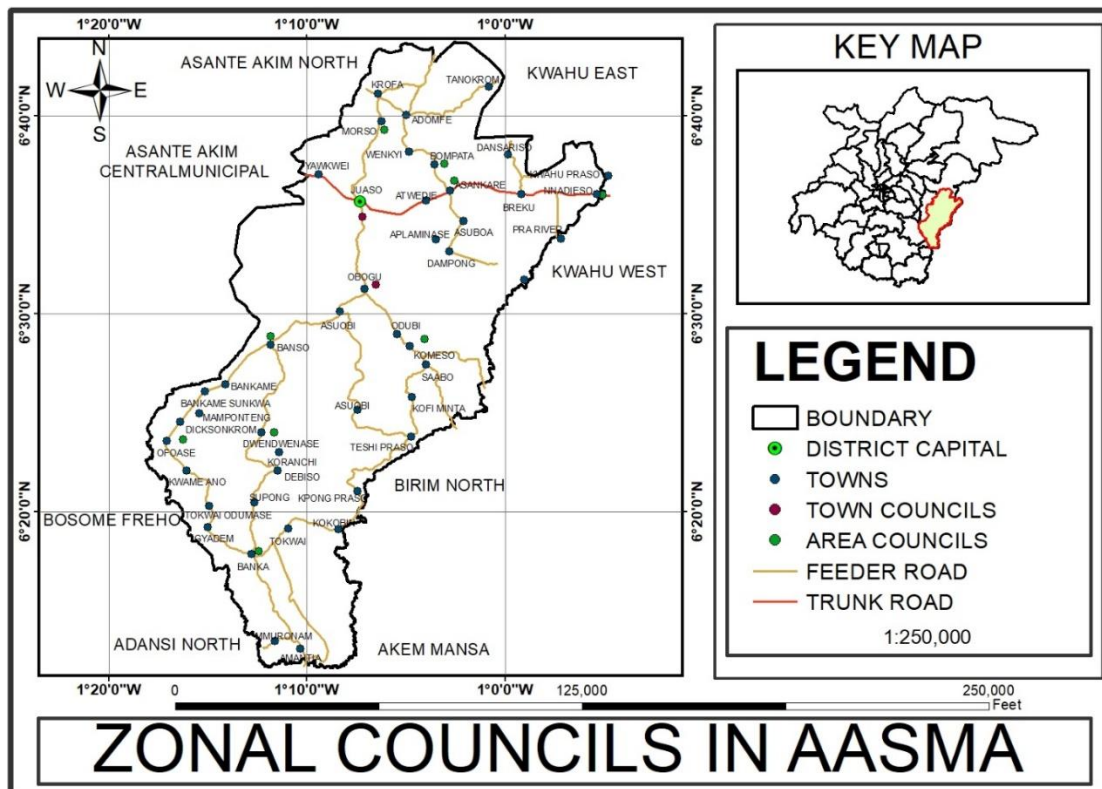 1°20'0"W
1°10'0"W
1°0'0"W
N
W
E
S
ASANTE AKIM NORTH
KWAHU EAST
KROFA
TANOKROM
6°40'0"N
6°40'0"N
ADOMFE
MORSO
ASANTE AKIM
CENTRALMUNICIPAL
WENKYI
BOMPATA
DANSARISO
YAWKWEI
KWAHU PRASO
JUASO
ATWEDIE
NNADIESO
BREKU
APLAMINASE
ASUBOA
PRA RIVER
DAMPONG
KWAHU WEST
OBOGU
6°30'0"N
6°30'0"N
ASUOBI
ODUBI
BANSO
KOMESO
SAABO
BANKAME
BANKAME SUNKWA
MAMPONTENG
ASUOBI
KOFI MINTA
DICKSONKROM
DWENDWENASE
TESHI PRASO
OFOASE
KORANCHI
DEBISO
KWAME ANO
BIRIM NORTH
SUPONG
KPONG PRASO
6°20'0"N
6°20'0"N
BOSOME FREHO
TOKWAI ODUMASE
KOKOBIN
GYADEM
TOKWAI
BANKA
ADANSI NORTH
MMURONAM
AKEM MANSA
AMANTIA
1°20'0"W
1°10'0"W
1°0'0"W
0
125,000
250,000
Feet
KEY MAP
LEGEND
BOUNDARY
DISTRICT CAPITAL
TOWNS
TOWN COUNCILS
AREA COUNCILS
FEEDER ROAD
TRUNK ROAD
1:250,000
ZONAL COUNCILS IN AASMA